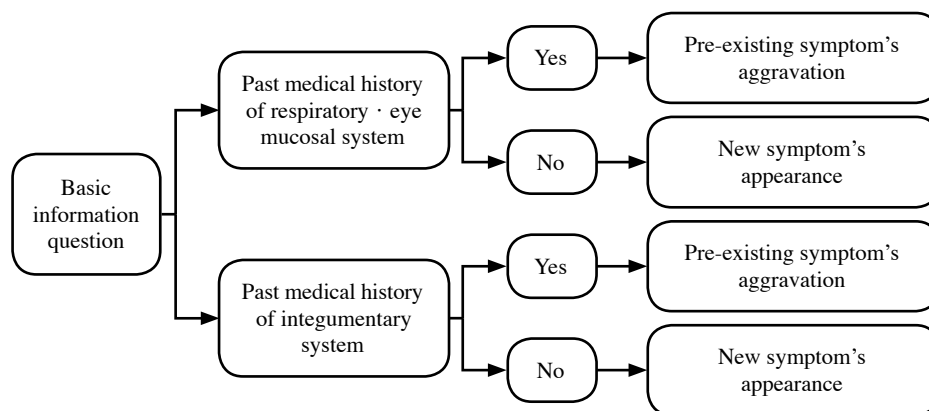 Basic
information
question
Past medical history
of respiratory · eye
mucosal system
Yes
Pre-existing symptom’s
aggravation
No
New symptom’s
appearance
Past medical history
of integumentary
system
Yes
Pre-existing symptom’s
aggravation
No
New symptom’s
appearance